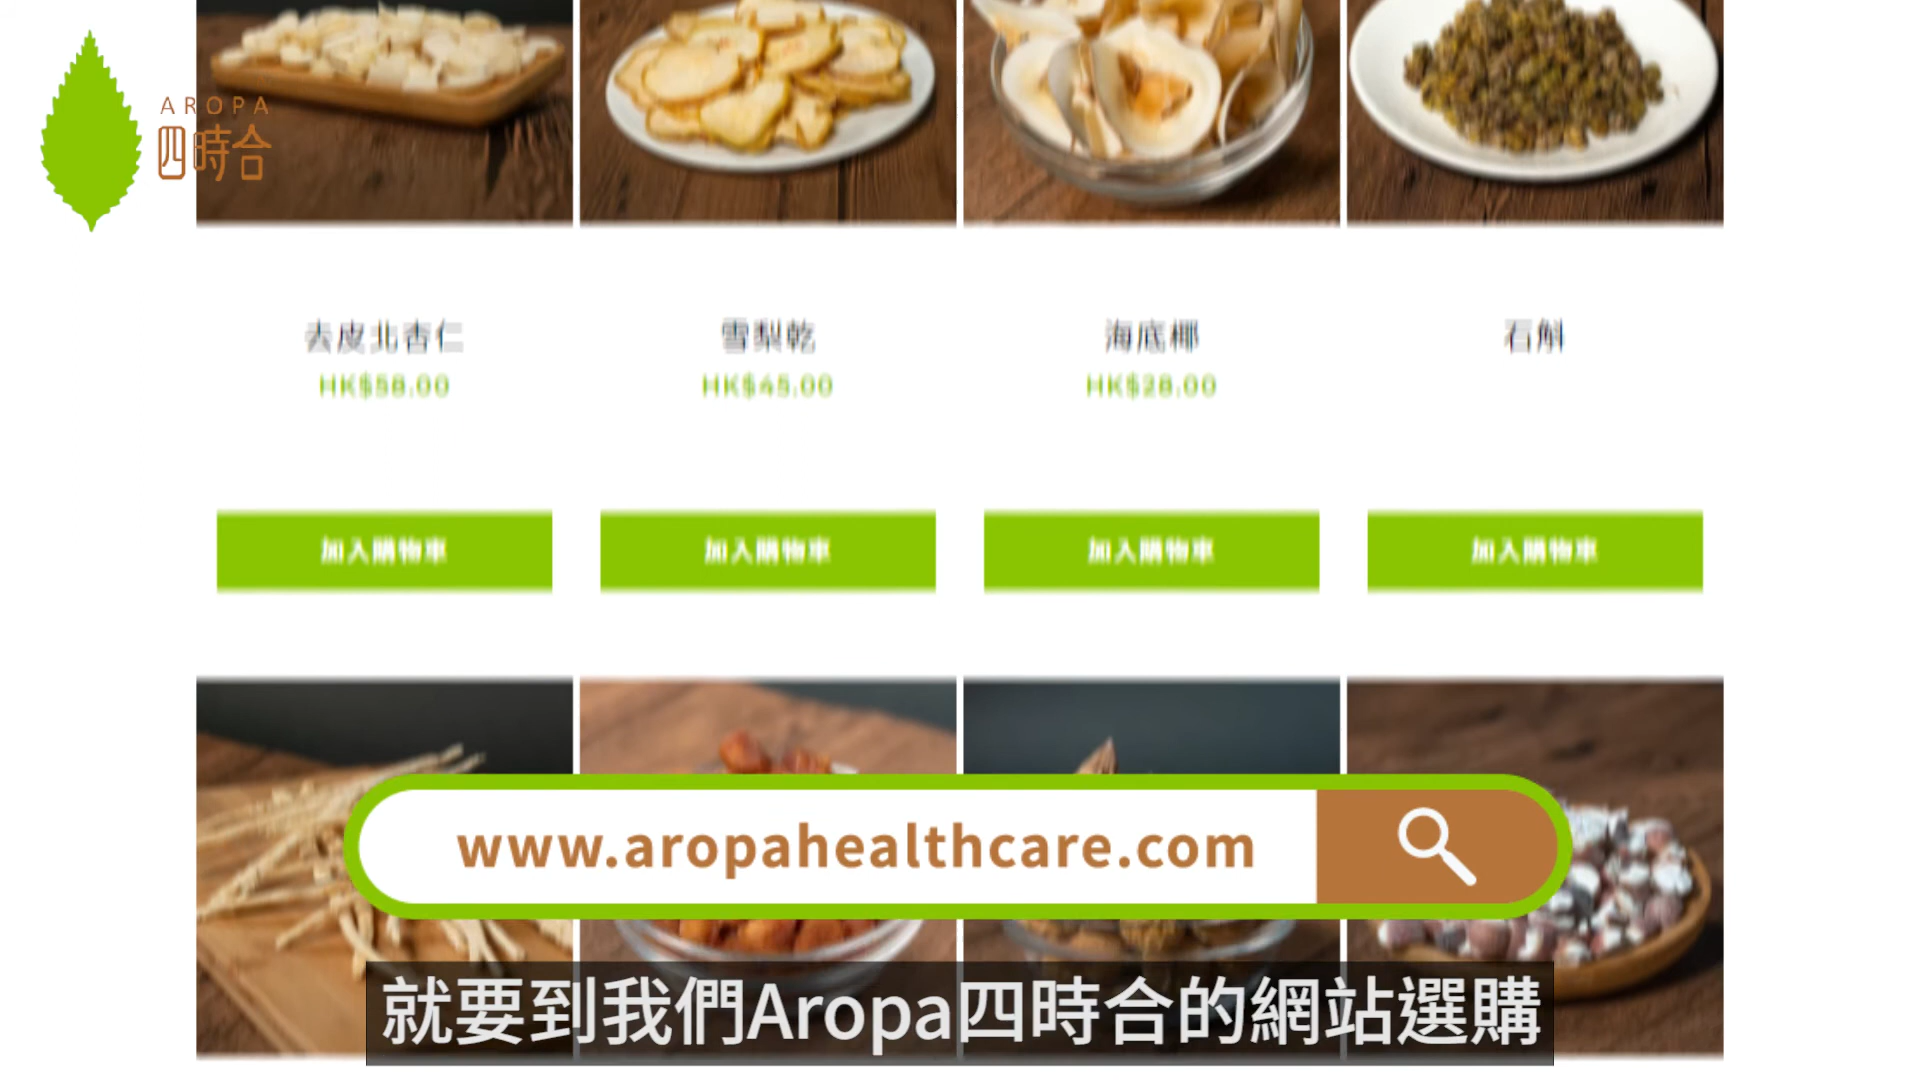 AROPA
四時合
去皮北杏仁
雪梨乾
海底椰
石斛
HK$58.00
HK$45.00
HK$28.00
加入購物車
加入購物車
加入購物車
加入購物車
www.aropahealthcare.com
就要到我們Aropa四時合的網站選購